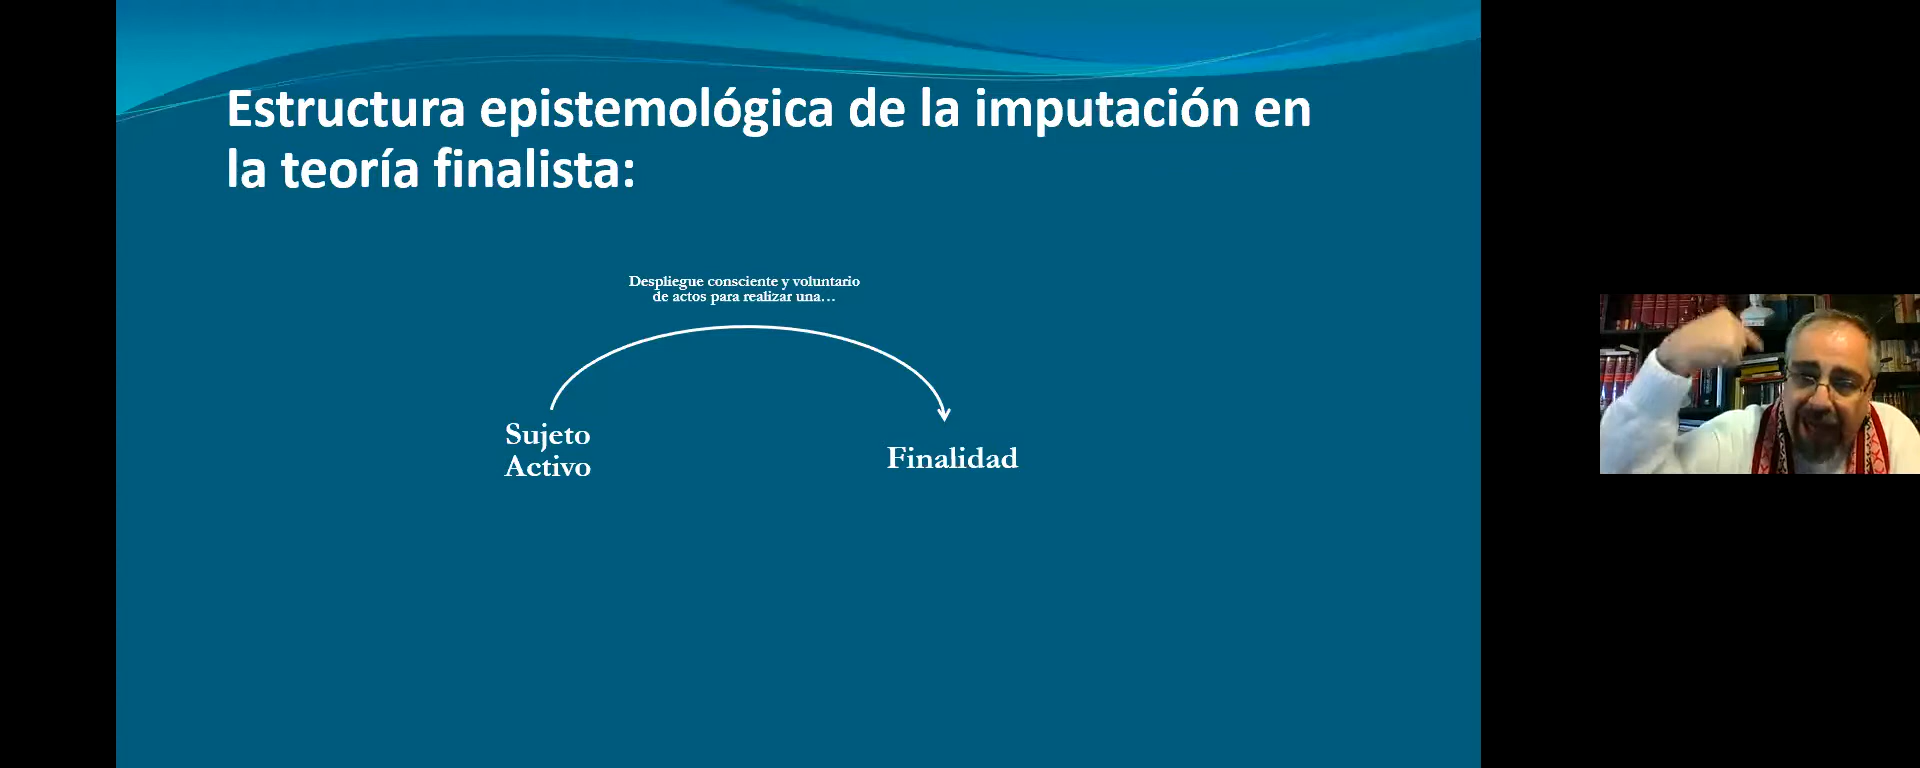 Estructura epistemológica de la imputación en
la teoría finalista:
Despliegue consciente y voluntario
de actos para realizar una…
Sujeto
Activo
Finalidad